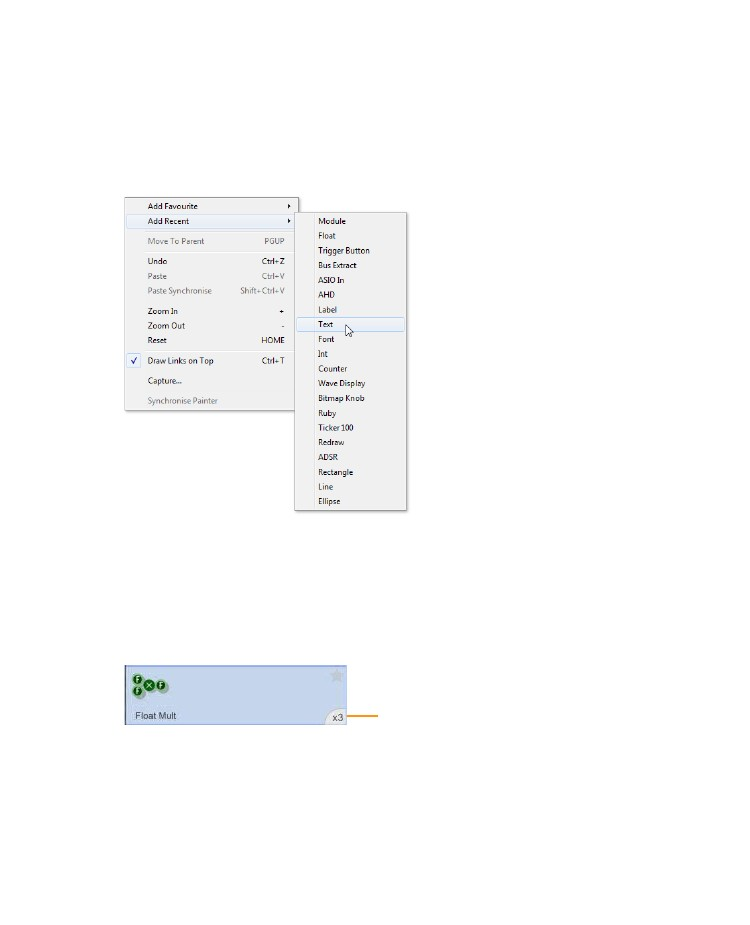 Add Favourite
Add Recent
Move To Parent PGUP
Undo Ctrl+Z
Paste Ctrl+V
Paste Synchronise Shift+Ctrl+V
Zoom In +
Zoom Out -
Reset HOME
Draw Links on Top Ctrl+T
Capture...
Synchronise Painter
Module
Float
Trigger Button
Bus Extract
ASIO In
AHD
Label
Text
Font
Int
Counter
Wave Display
Bitmap Knob
Ruby
Ticker 100
Redraw
ADSR
Rectangle
Line
Ellipse
F
F
X
F
Float Mult
x3